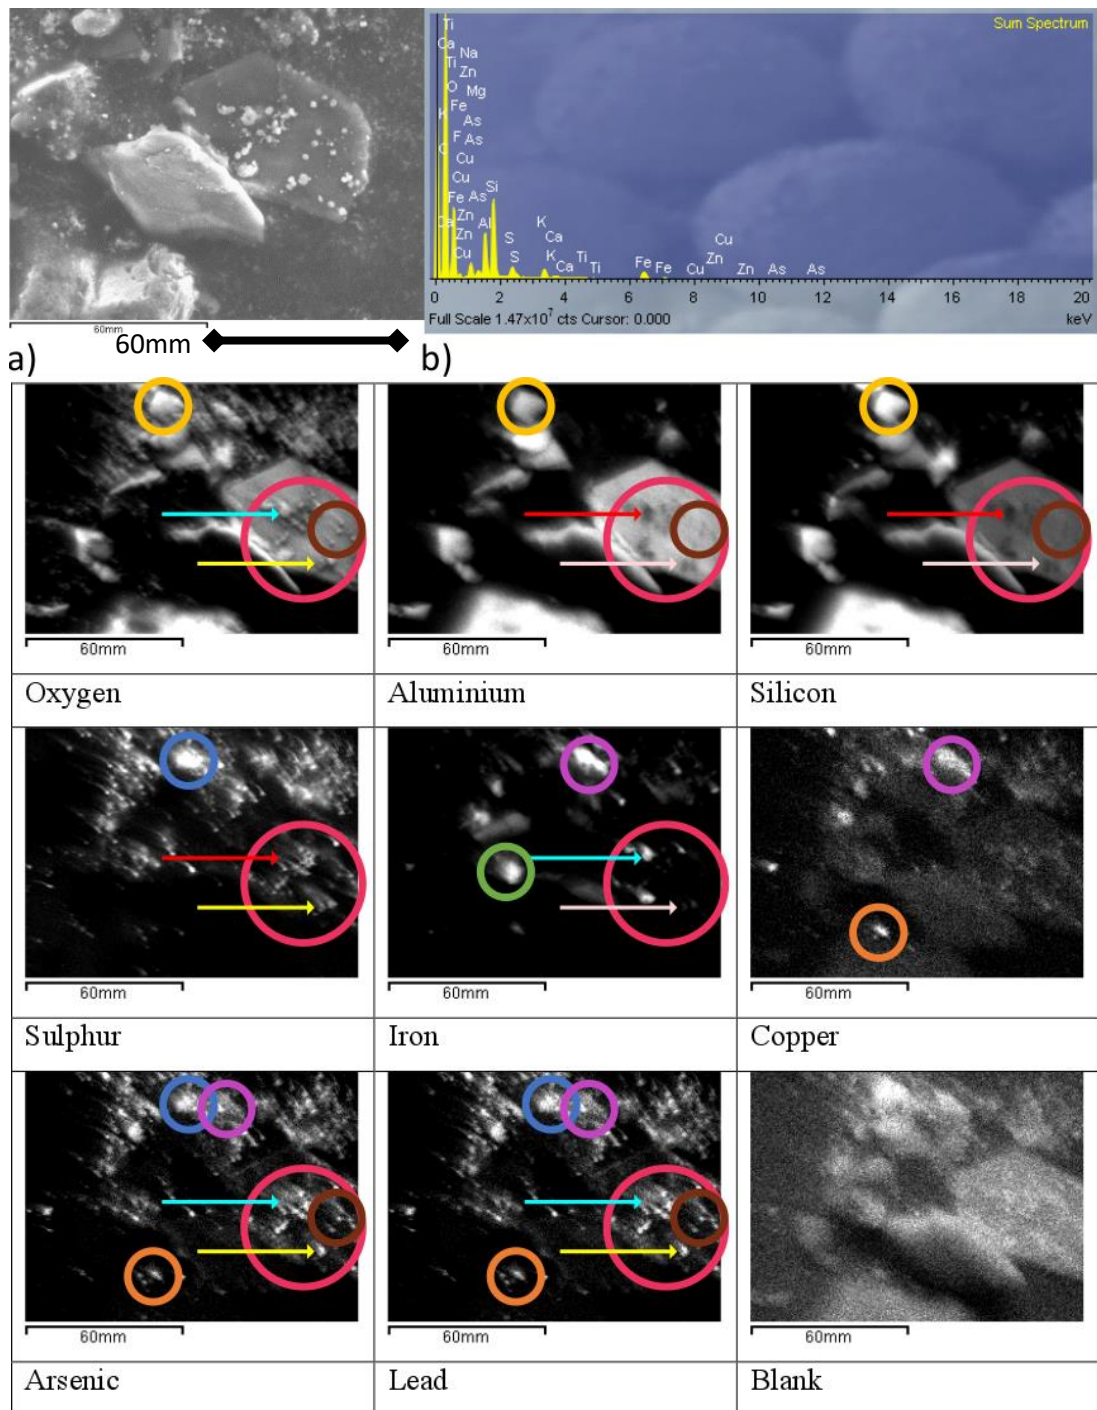 Sum Spectrum
Ti
Ca
Na
Ti
Zn
O
Mg
Fe
K
As
F
As
C
Cu
Cu
Si
Fe
As
Zn
Ca
Al
Zn
Cu
S
S
K
Ca
K
Ca
Ti
Ti
Fe
Fe
Cu
Zn
Cu
Zn
As
As
0 2 4 6 8 10 12 14 16 18 20
Full Scale 1.47x10⁷ cts Cursor: 0.000 keV
60mm
60mm
a) b)
60mm 60mm 60mm
Oxygen Aluminium Silicon
60mm 60mm 60mm
Sulphur Iron Copper
60mm 60mm 60mm
Arsenic Lead Blank